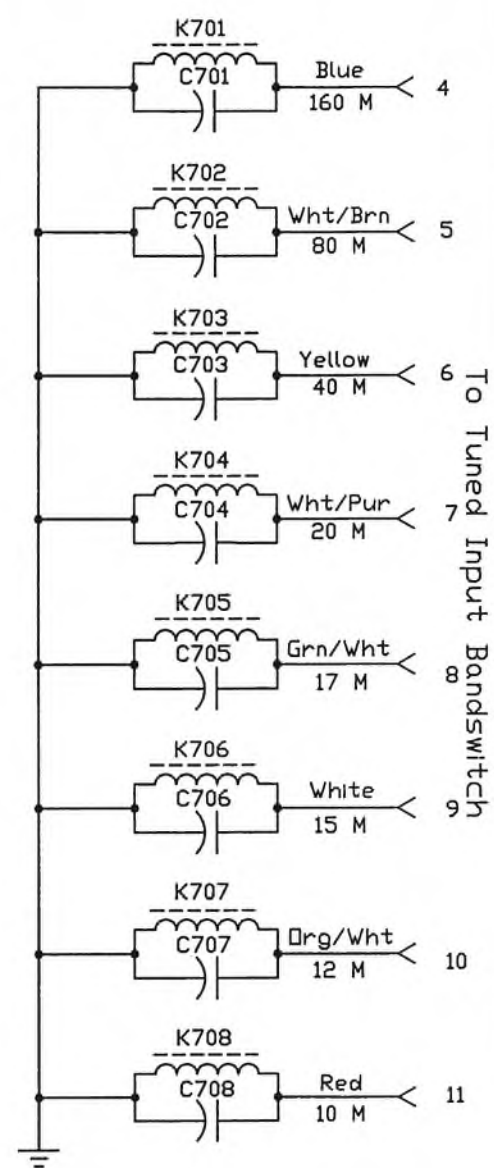 K701
C701
Blue
160 M
4
K702
C702
Wht/Brn
80 M
5
K703
C703
Yellow
40 M
6
K704
C704
Wht/Pur
20 M
7
K705
C705
Grn/Wht
17 M
8
K706
C706
White
15 M
9
K707
C707
Org/Wht
12 M
10
K708
C708
Red
10 M
11
To Tuned Input Bandswitch